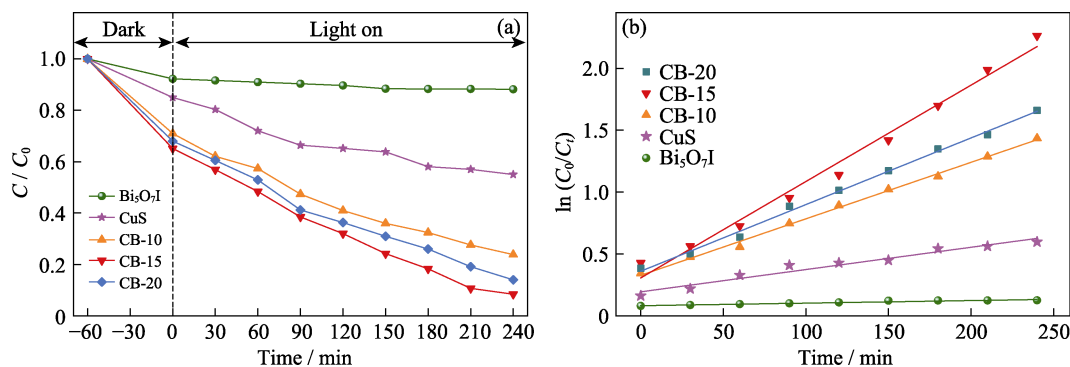 Dark
Light on
(a)
1.0
0.8
0.6
0.4
0.2
0
C / C₀
Bi₅O₇I
CuS
CB-10
CB-15
CB-20
−60 −30 0 30 60 90 120 150 180 210 240
Time / min
(b)
2.0
1.5
1.0
0.5
0
ln (C₀/Cₜ)
CB-20
CB-15
CB-10
CuS
Bi₅O₇I
0 50 100 150 200 250
Time / min